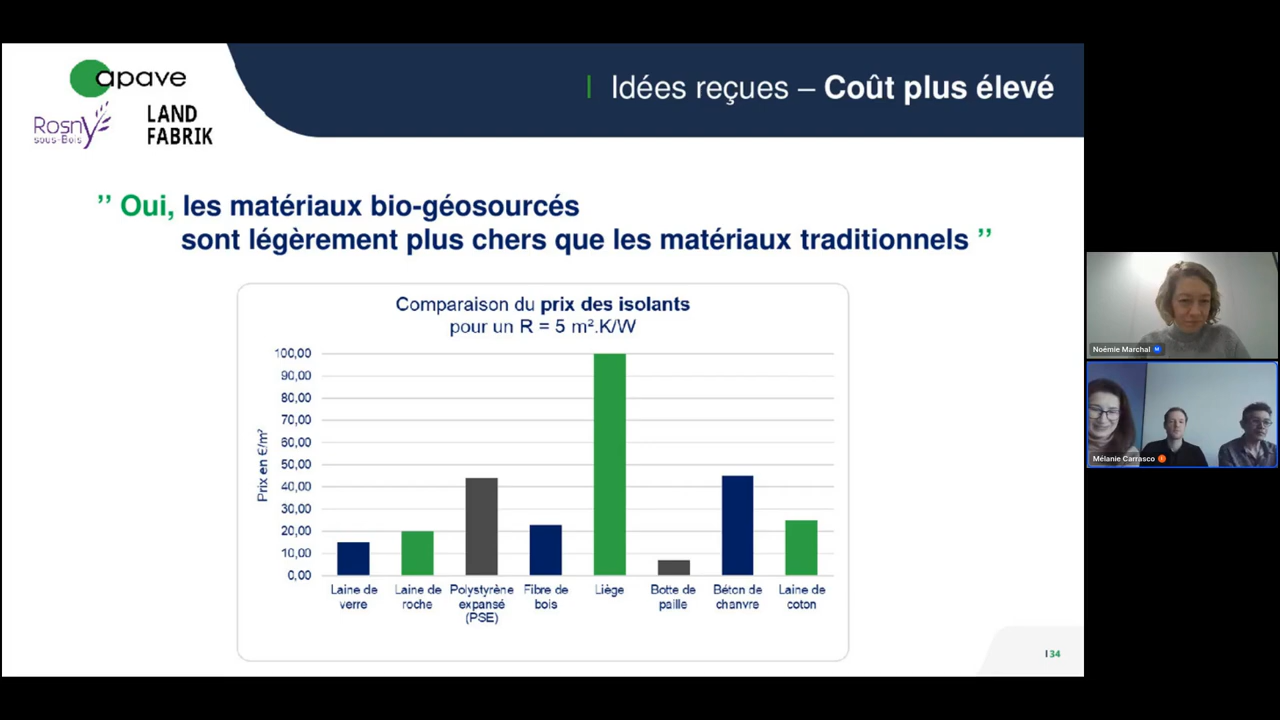 apave
Rosny
sous-Bois
LAND
FABRIK
Idées reçues – Coût plus élevé
’’ Oui, les matériaux bio-géosourcés
sont légèrement plus chers que les matériaux traditionnels ’’
Comparaison du prix des isolants
pour un R = 5 m².K/W
Prix en €/m²
100,00
90,00
80,00
70,00
60,00
50,00
40,00
30,00
20,00
10,00
0,00
Laine de
verre
Laine de
roche
Polystyrène
expansé
(PSE)
Fibre de
bois
Liège
Botte de
paille
Béton de
chanvre
Laine de
coton
34
Noémie Marchal
Mélanie Carrasco